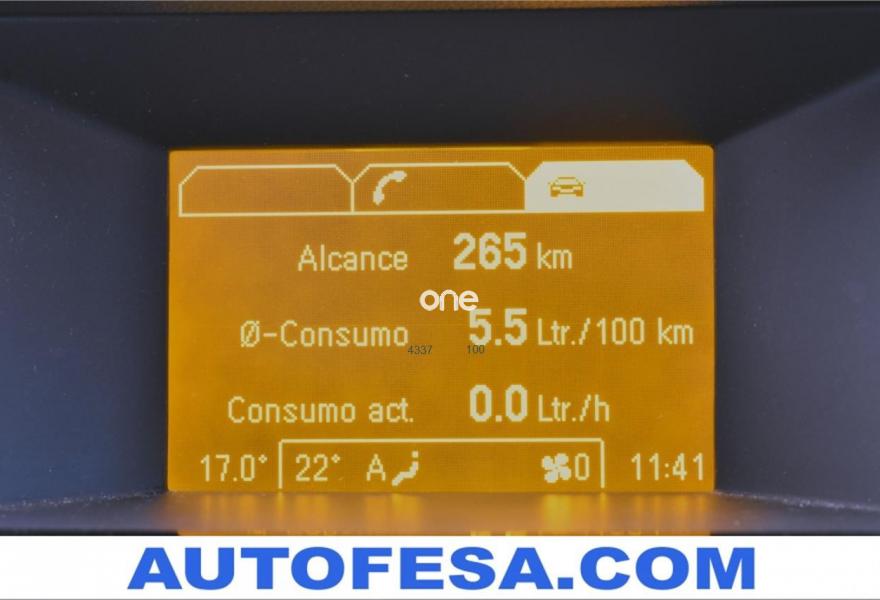 Alcance 265 km
one
Ø-Consumo 5.5 Ltr./100 km
4337 100
Consumo act. 0.0 Ltr./h
17.0° 22° A 0 11:41
AUTOFESA.COM